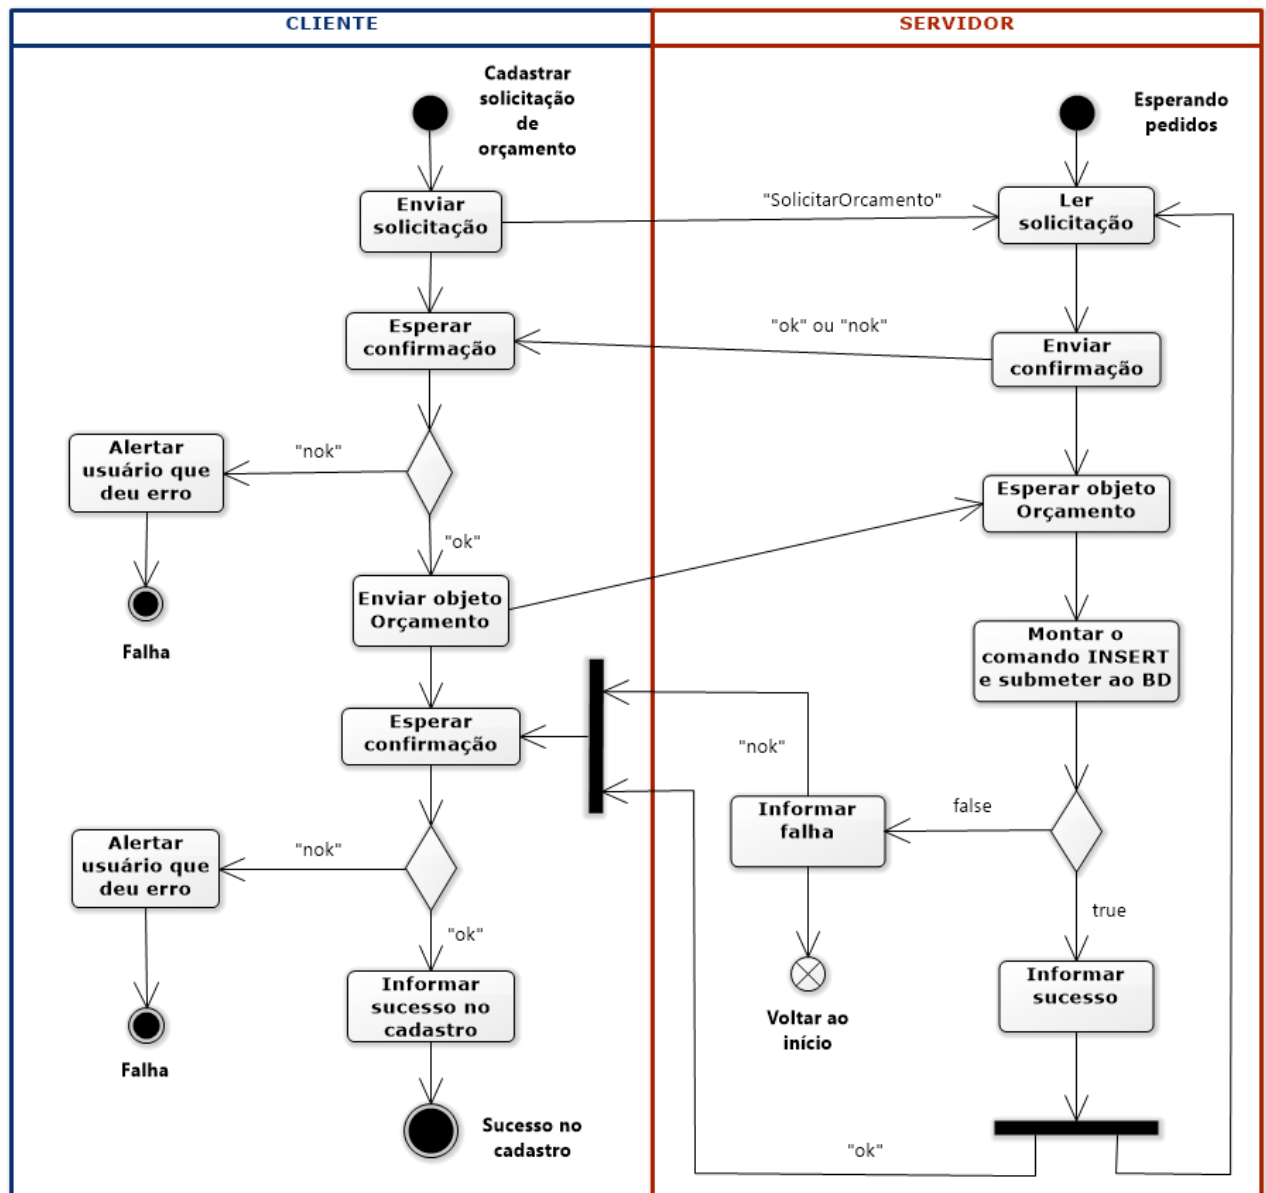 CLIENTE
SERVIDOR
Cadastrar
solicitação
de
orçamento
Esperando
pedidos
Enviar
solicitação
"SolicitarOrcamento"
Ler
solicitação
Esperar
confirmação
"ok" ou "nok"
Enviar
confirmação
Alertar
usuário que
deu erro
"nok"
"ok"
Falha
Esperar objeto
Orçamento
Enviar objeto
Orçamento
Montar o
comando INSERT
e submeter ao BD
Esperar
confirmação
"nok"
Informar
falha
false
true
Alertar
usuário que
deu erro
"nok"
"ok"
Falha
Informar
sucesso no
cadastro
Voltar ao
início
Informar
sucesso
Sucesso no
cadastro
"ok"